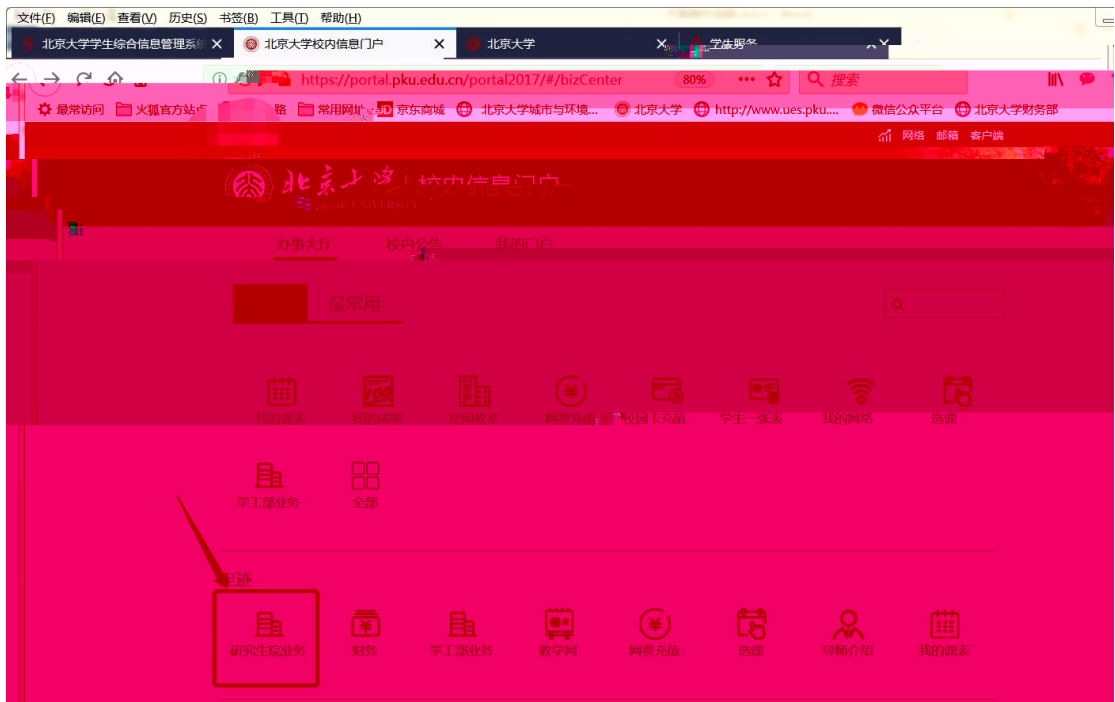 文件(F) 编辑(E) 查看(V) 历史(S) 书签(B) 工具(T) 帮助(H)
北京大学学生综合信息管理系统 北京大学校内信息门户 北京大学
https://portal.pku.edu.cn/portal2017/#/bizCenter 80% 搜索
最常访问 火狐官方站点 常用网址 京东商城 北京大学城市与环境... 北京大学 http://www.ues.pku.... 微信公众平台 北京大学财务部
网络 邮箱 客户端
北京大学 校内信息门户
办事大厅 校内公告 我的门户
最常用
我的课表 我的成绩 空闲教室 网费充值 校园卡充值 学生一张表 我的网络 选课
学工部业务 全部
足迹
研究生院业务 财务 学工部业务 教学网 网费充值 选课 导师介绍 我的课表